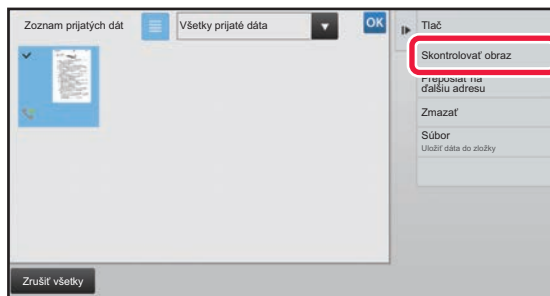 Zoznam prijatých dát
Všetky prijaté dáta
OK
Tlač
Skontrolovať obraz
Preposlať na
ďalšiu adresu
Zmazať
Súbor
Uložiť dáta do zložky
Zrušiť všetky